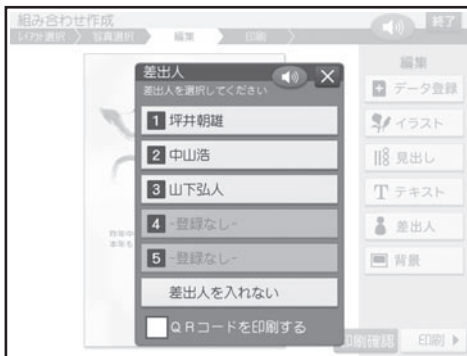 組み合わせ作成
終了
レイアウト選択
写真選択
編集
印刷
差出人
差出人を選択してください
1 坪井朝雄
2 中山浩
3 山下弘人
4 -登録なし-
5 -登録なし-
差出人を入れない
QRコードを印刷する
編集
データ登録
イラスト
見出し
T テキスト
差出人
背景
印刷確認
印刷